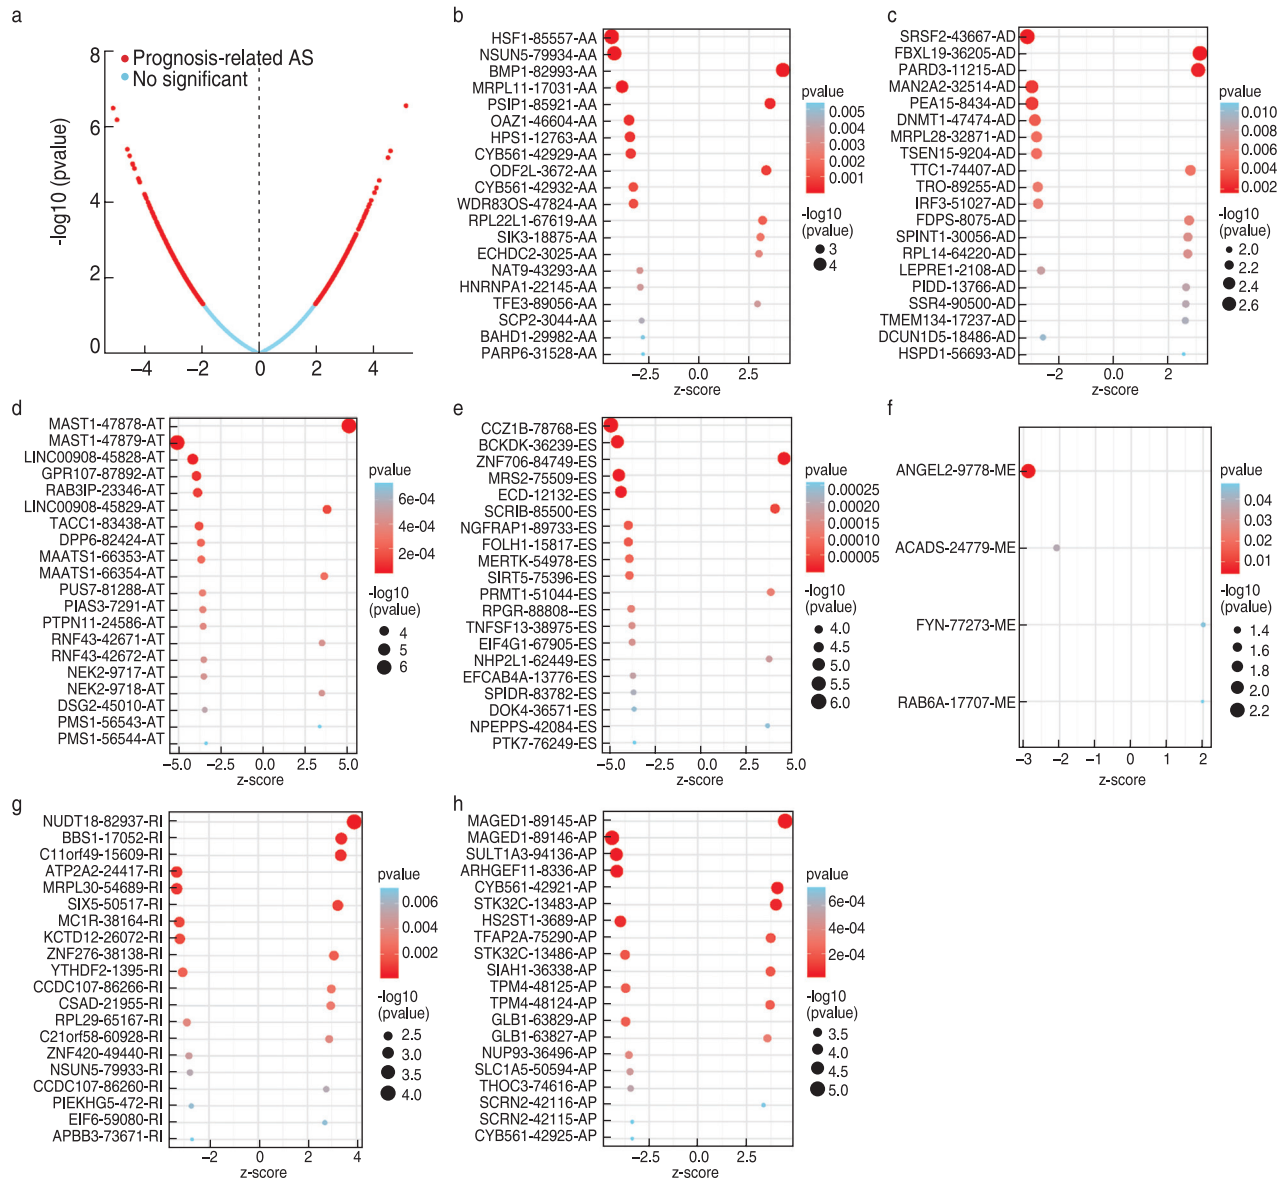 a
8
6
4
2
0
-log10 (pvalue)
Prognosis-related AS
No significant
−4
−2
0
2
4
b
HSF1-85557-AA
NSUN5-79934-AA
BMP1-82993-AA
MRPL11-17031-AA
PSIP1-85921-AA
OAZ1-46604-AA
HPS1-12763-AA
CYB561-42929-AA
ODF2L-3672-AA
CYB561-42932-AA
WDR83OS-47824-AA
RPL22L1-67619-AA
SIK3-18875-AA
ECHDC2-3025-AA
NAT9-43293-AA
HNRNPA1-22145-AA
TFE3-89056-AA
SCP2-3044-AA
BAHD1-29982-AA
PARP6-31528-AA
−2.5
0.0
2.5
z-score
pvalue
0.005
0.004
0.003
0.002
0.001
-log10
(pvalue)
3
4
c
SRSF2-43667-AD
FBXL19-36205-AD
PARD3-11215-AD
MAN2A2-32514-AD
PEA15-8434-AD
DNMT1-47474-AD
MRPL28-32871-AD
TSEN15-9204-AD
TTC1-74407-AD
TRO-89255-AD
IRF3-51027-AD
FDPS-8075-AD
SPINT1-30056-AD
RPL14-64220-AD
LEPRE1-2108-AD
PIDD-13766-AD
SSR4-90500-AD
TMEM134-17237-AD
DCUN1D5-18486-AD
HSPD1-56693-AD
−2
0.0
2
z-score
pvalue
0.010
0.008
0.006
0.004
0.002
-log10
(pvalue)
2.0
2.2
2.4
2.6
d
MAST1-47878-AT
MAST1-47879-AT
LINC00908-45828-AT
GPR107-87892-AT
RAB3IP-23346-AT
LINC00908-45829-AT
TACC1-83438-AT
DPP6-82424-AT
MAATS1-66353-AT
MAATS1-66354-AT
PUS7-81288-AT
PIAS3-7291-AT
PTPN11-24586-AT
RNF43-42671-AT
RNF43-42672-AT
NEK2-9717-AT
NEK2-9718-AT
DSG2-45010-AT
PMS1-56543-AT
PMS1-56544-AT
−5.0
−2.5
0.0
2.5
5.0
z-score
pvalue
6e-04
4e-04
2e-04
-log10
(pvalue)
4
5
6
e
CCZ1B-78768-ES
BCKDK-36239-ES
ZNF706-84749-ES
MRS2-75509-ES
ECD-12132-ES
SCRIB-85500-ES
NGFRAP1-89733-ES
FOLH1-15817-ES
MERTK-54978-ES
SIRT5-75396-ES
PRMT1-51044-ES
RPGR-88808--ES
TNFSF13-38975-ES
EIF4G1-67905-ES
NHP2L1-62449-ES
EFCAB4A-13776-ES
SPIDR-83782-ES
DOK4-36571-ES
NPEPPS-42084-ES
PTK7-76249-ES
−5.0
−2.5
0.0
2.5
5.0
z-score
pvalue
0.00025
0.00020
0.00015
0.00010
0.00005
-log10
(pvalue)
4.0
4.5
5.0
5.5
6.0
f
ANGEL2-9778-ME
ACADS-24779-ME
FYN-77273-ME
RAB6A-17707-ME
−3
−2
−1
0
1
2
z-score
pvalue
0.04
0.03
0.02
0.01
-log10
(pvalue)
1.4
1.6
1.8
2.0
2.2
g
NUDT18-82937-RI
BBS1-17052-RI
C11orf49-15609-RI
ATP2A2-24417-RI
MRPL30-54689-RI
SIX5-50517-RI
MC1R-38164-RI
KCTD12-26072-RI
ZNF276-38138-RI
YTHDF2-1395-RI
CCDC107-86266-RI
CSAD-21955-RI
RPL29-65167-RI
C21orf58-60928-RI
ZNF420-49440-RI
NSUN5-79933-RI
CCDC107-86260-RI
PIEKHG5-472-RI
EIF6-59080-RI
APBB3-73671-RI
−2
0
2
4
z-score
pvalue
0.006
0.004
0.002
-log10
(pvalue)
2.5
3.0
3.5
4.0
h
MAGED1-89145-AP
MAGED1-89146-AP
SULT1A3-94136-AP
ARHGEF11-8336-AP
CYB561-42921-AP
STK32C-13483-AP
HS2ST1-3689-AP
TFAP2A-75290-AP
STK32C-13486-AP
SIAH1-36338-AP
TPM4-48125-AP
TPM4-48124-AP
GLB1-63829-AP
GLB1-63827-AP
NUP93-36496-AP
SLC1A5-50594-AP
THOC3-74616-AP
SCRN2-42116-AP
SCRN2-42115-AP
CYB561-42925-AP
−2.5
0.0
2.5
z-score
pvalue
6e-04
4e-04
2e-04
-log10
(pvalue)
3.5
4.0
4.5
5.0